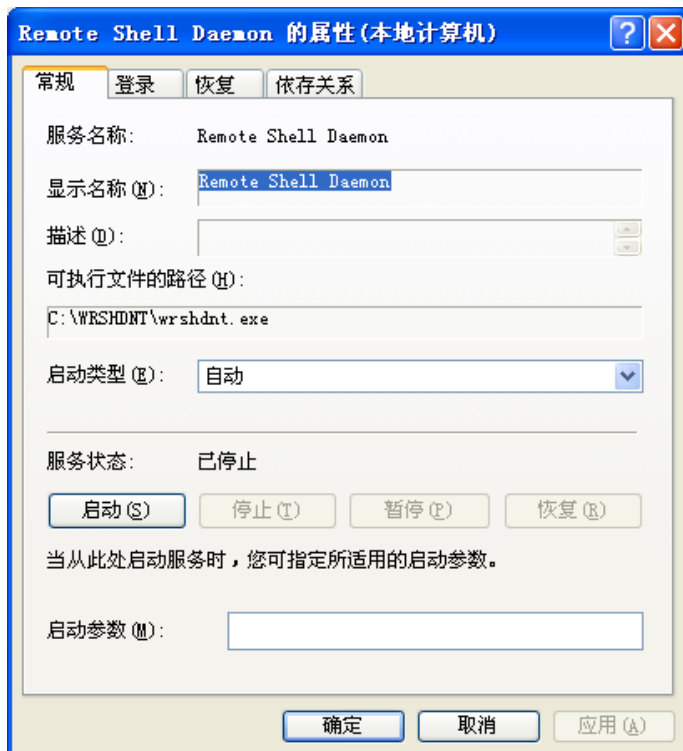 Remote Shell Daemon 的属性(本地计算机)
常规 登录 恢复 依存关系
服务名称: Remote Shell Daemon
显示名称(N): Remote Shell Daemon
描述(D):
可执行文件的路径(H):
C:\WRSHDNT\wrshdnt.exe
启动类型(E): 自动
服务状态: 已停止
启动(S) 停止(T) 暂停(P) 恢复(R)
当从此处启动服务时，您可指定所适用的启动参数。
启动参数(M):
确定 取消 应用(A)